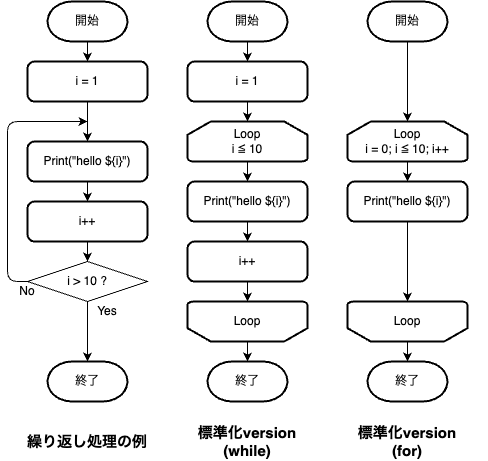 開始
i = 1
Print("hello ${i}")
i++
i > 10 ?
No
Yes
終了
繰り返し処理の例
開始
i = 1
Loop
i ≦ 10
Print("hello ${i}")
i++
Loop
終了
標準化version
(while)
開始
Loop
i = 0; i ≦ 10; i++
Print("hello ${i}")
Loop
終了
標準化version
(for)